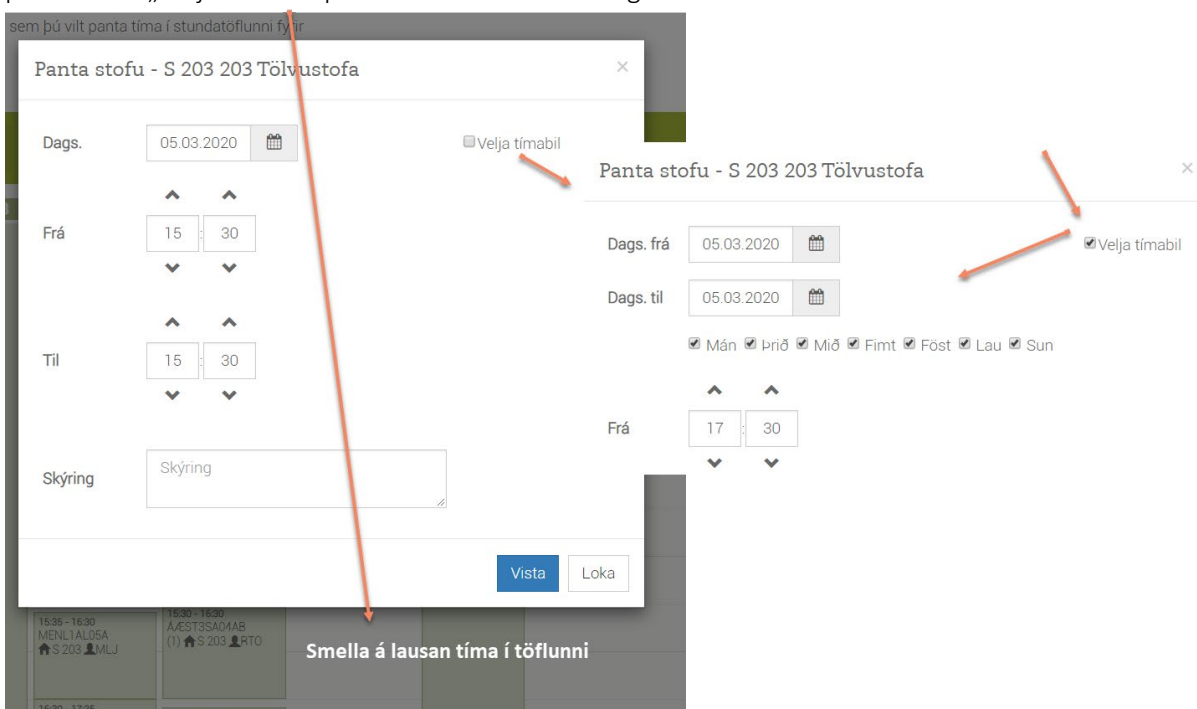 sem þú vilt panta tíma í stundatöflunni fyrir
Panta stofu - S 203 203 Tölvustofa ×
Dags. 05.03.2020 Velja tímabil
Frá 15 : 30
Til 15 : 30
Skýring Skýring
Vista Loka
Panta stofu - S 203 203 Tölvustofa ×
Dags. frá 05.03.2020 Velja tímabil
Dags. til 05.03.2020
Mán Þrið Mið Fimt Föst Lau Sun
Frá 17 : 30
15:35 - 16:30
MENL1AL05A
S 203 MLJ
15:30 - 16:30
(1) S 203 RTO
Smella á lausan tíma í töflunni